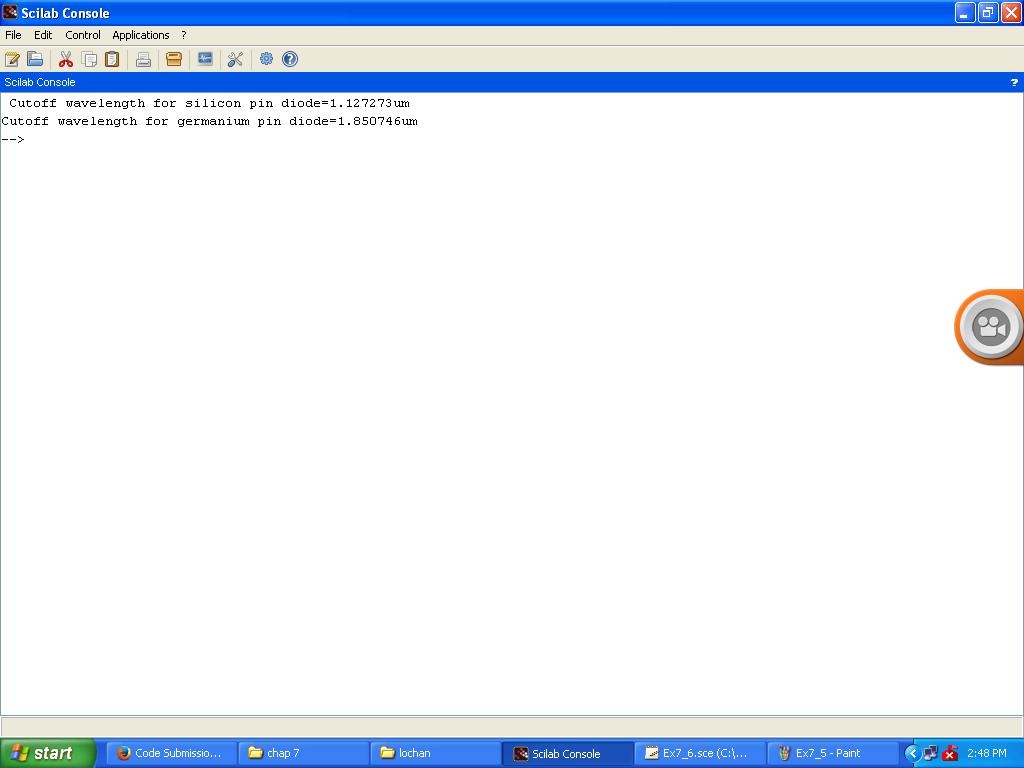 Scilab Console
File Edit Control Applications ?
Scilab Console ?
Cutoff wavelength for silicon pin diode=1.127273um
Cutoff wavelength for germanium pin diode=1.850746um
-->
start Code Submissio... chap 7 lochan Scilab Console Ex7_6.sce (C:\... Ex7_5 - Paint 2:48 PM